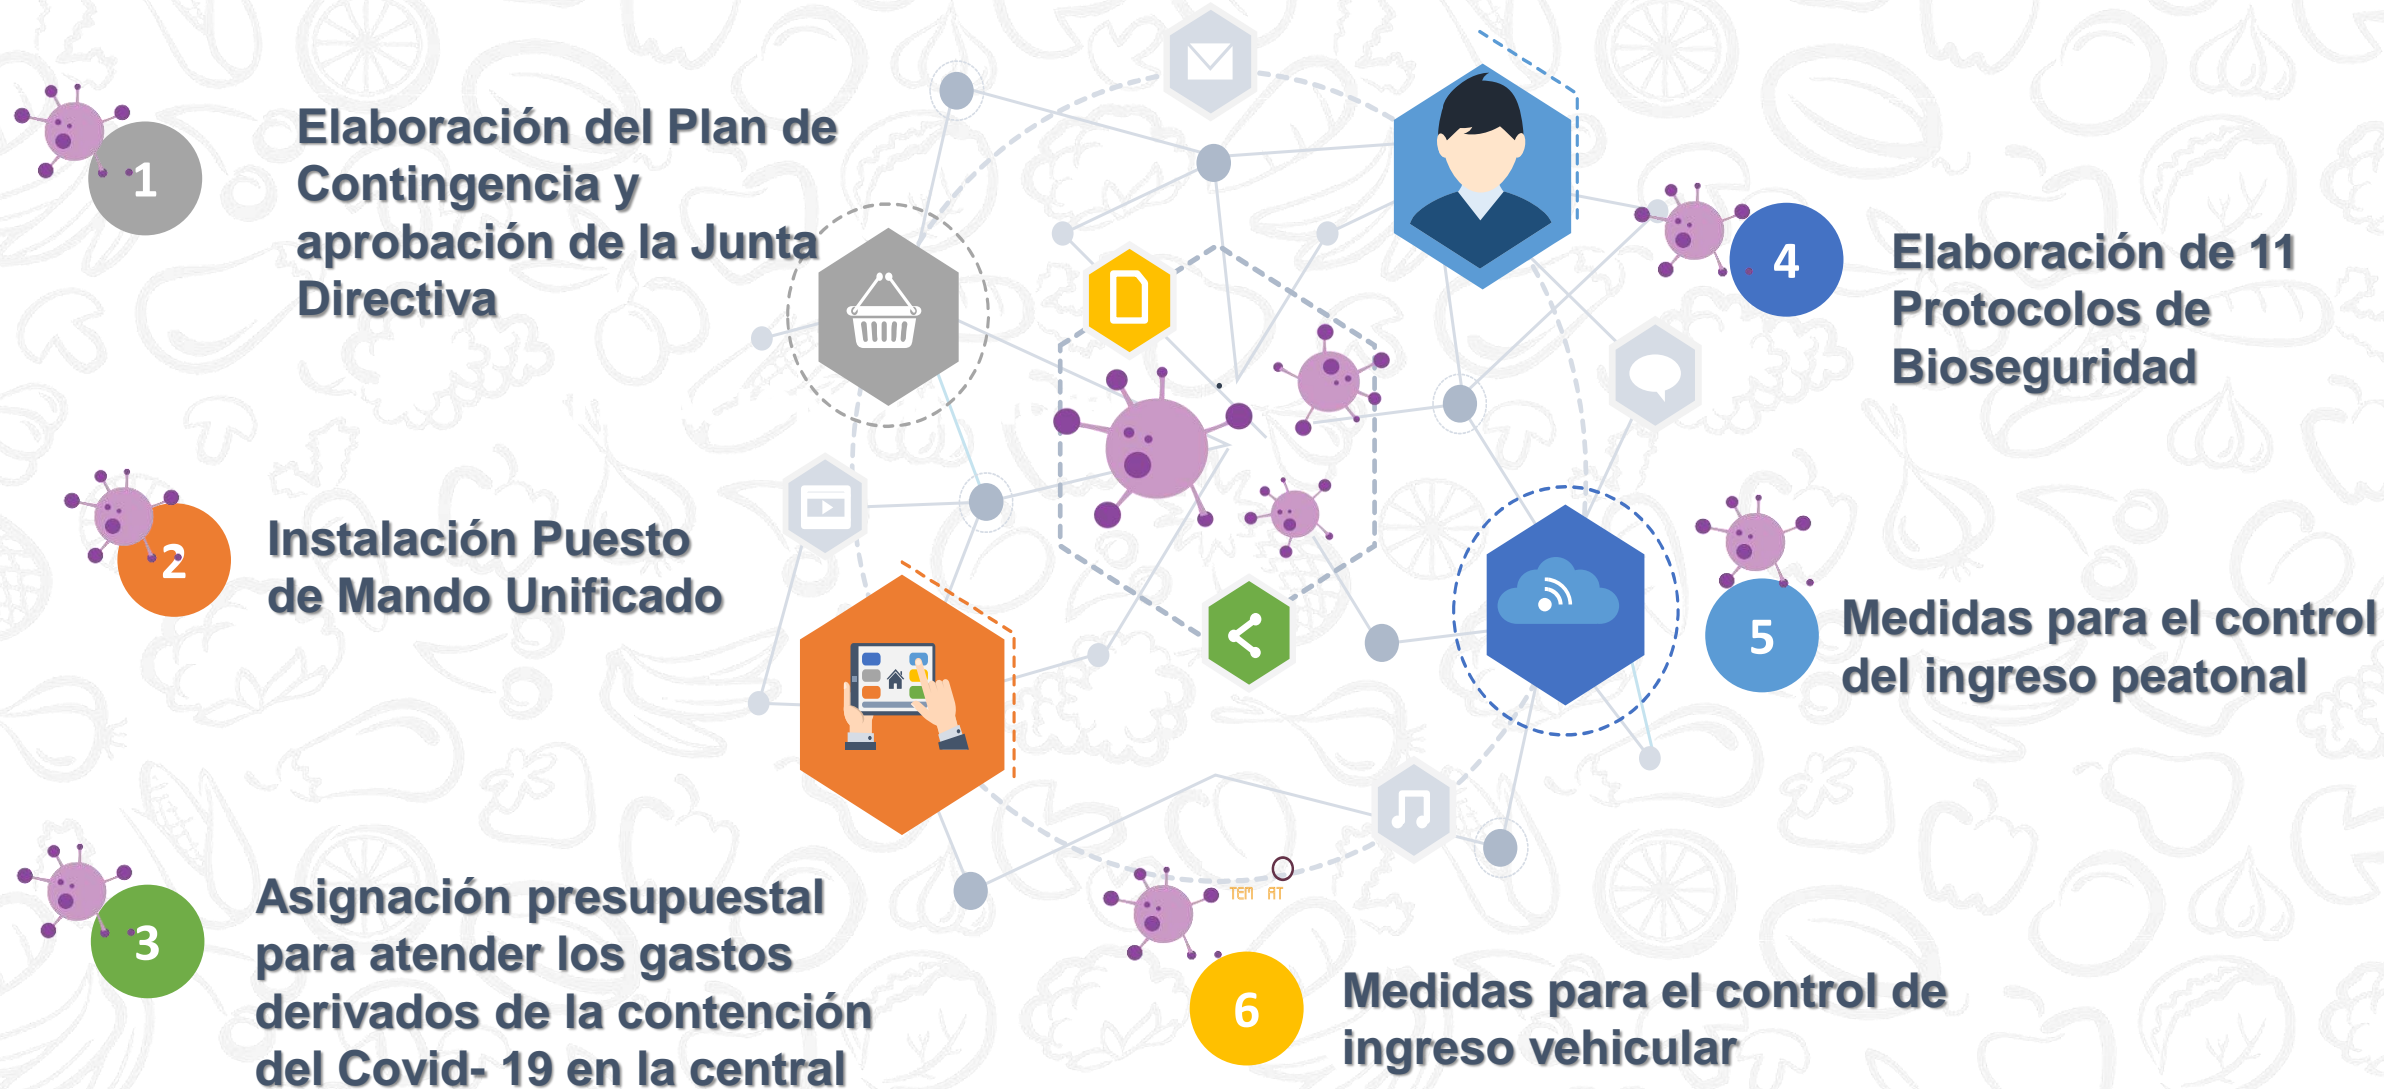 1
Elaboración del Plan de
Contingencia y
aprobación de la Junta
Directiva
2
Instalación Puesto
de Mando Unificado
3
Asignación presupuestal
para atender los gastos
derivados de la contención
del Covid- 19 en la central
4
Elaboración de 11
Protocolos de
Bioseguridad
5
Medidas para el control
del ingreso peatonal
TEM AT
6
Medidas para el control de
ingreso vehicular